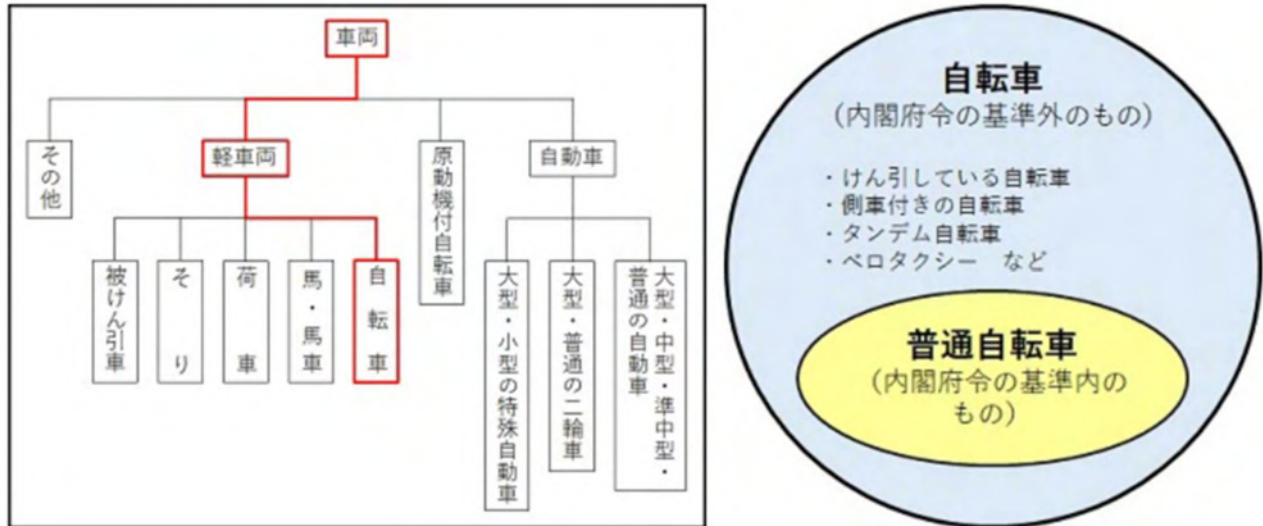 車両
その他
軽車両
原動機付自転車
自動車
被けん引車
そり
荷車
馬・馬車
自転車
大型・小型の特殊自動車
大型・普通の二輪車
大型・中型・準中型・
普通の自動車
自転車
（内閣府令の基準外のもの）
・けん引している自転車
・側車付きの自転車
・タンデム自転車
・ベロタクシー　など
普通自転車
（内閣府令の基準内の
もの）